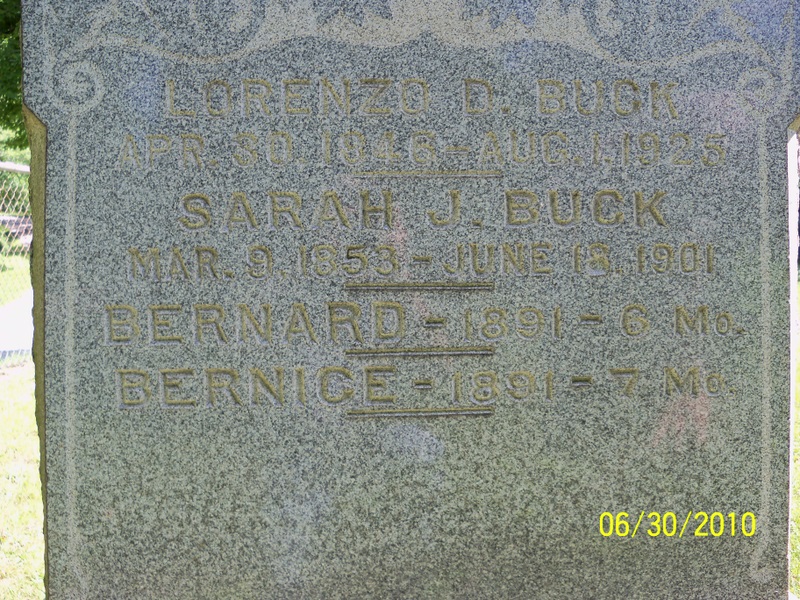 LORENZO D. BUCK
APR. 30. 1846 – AUG. 1. 1925
SARAH J. BUCK
MAR. 9. 1853 – JUNE 18. 1901
BERNARD – 1891 – 6 Mo.
BERNICE – 1891 – 7 Mo.
06/30/2010